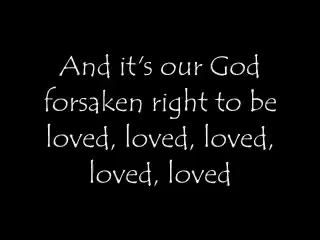 And it's our God
forsaken right to be
loved, loved, loved,
loved, loved